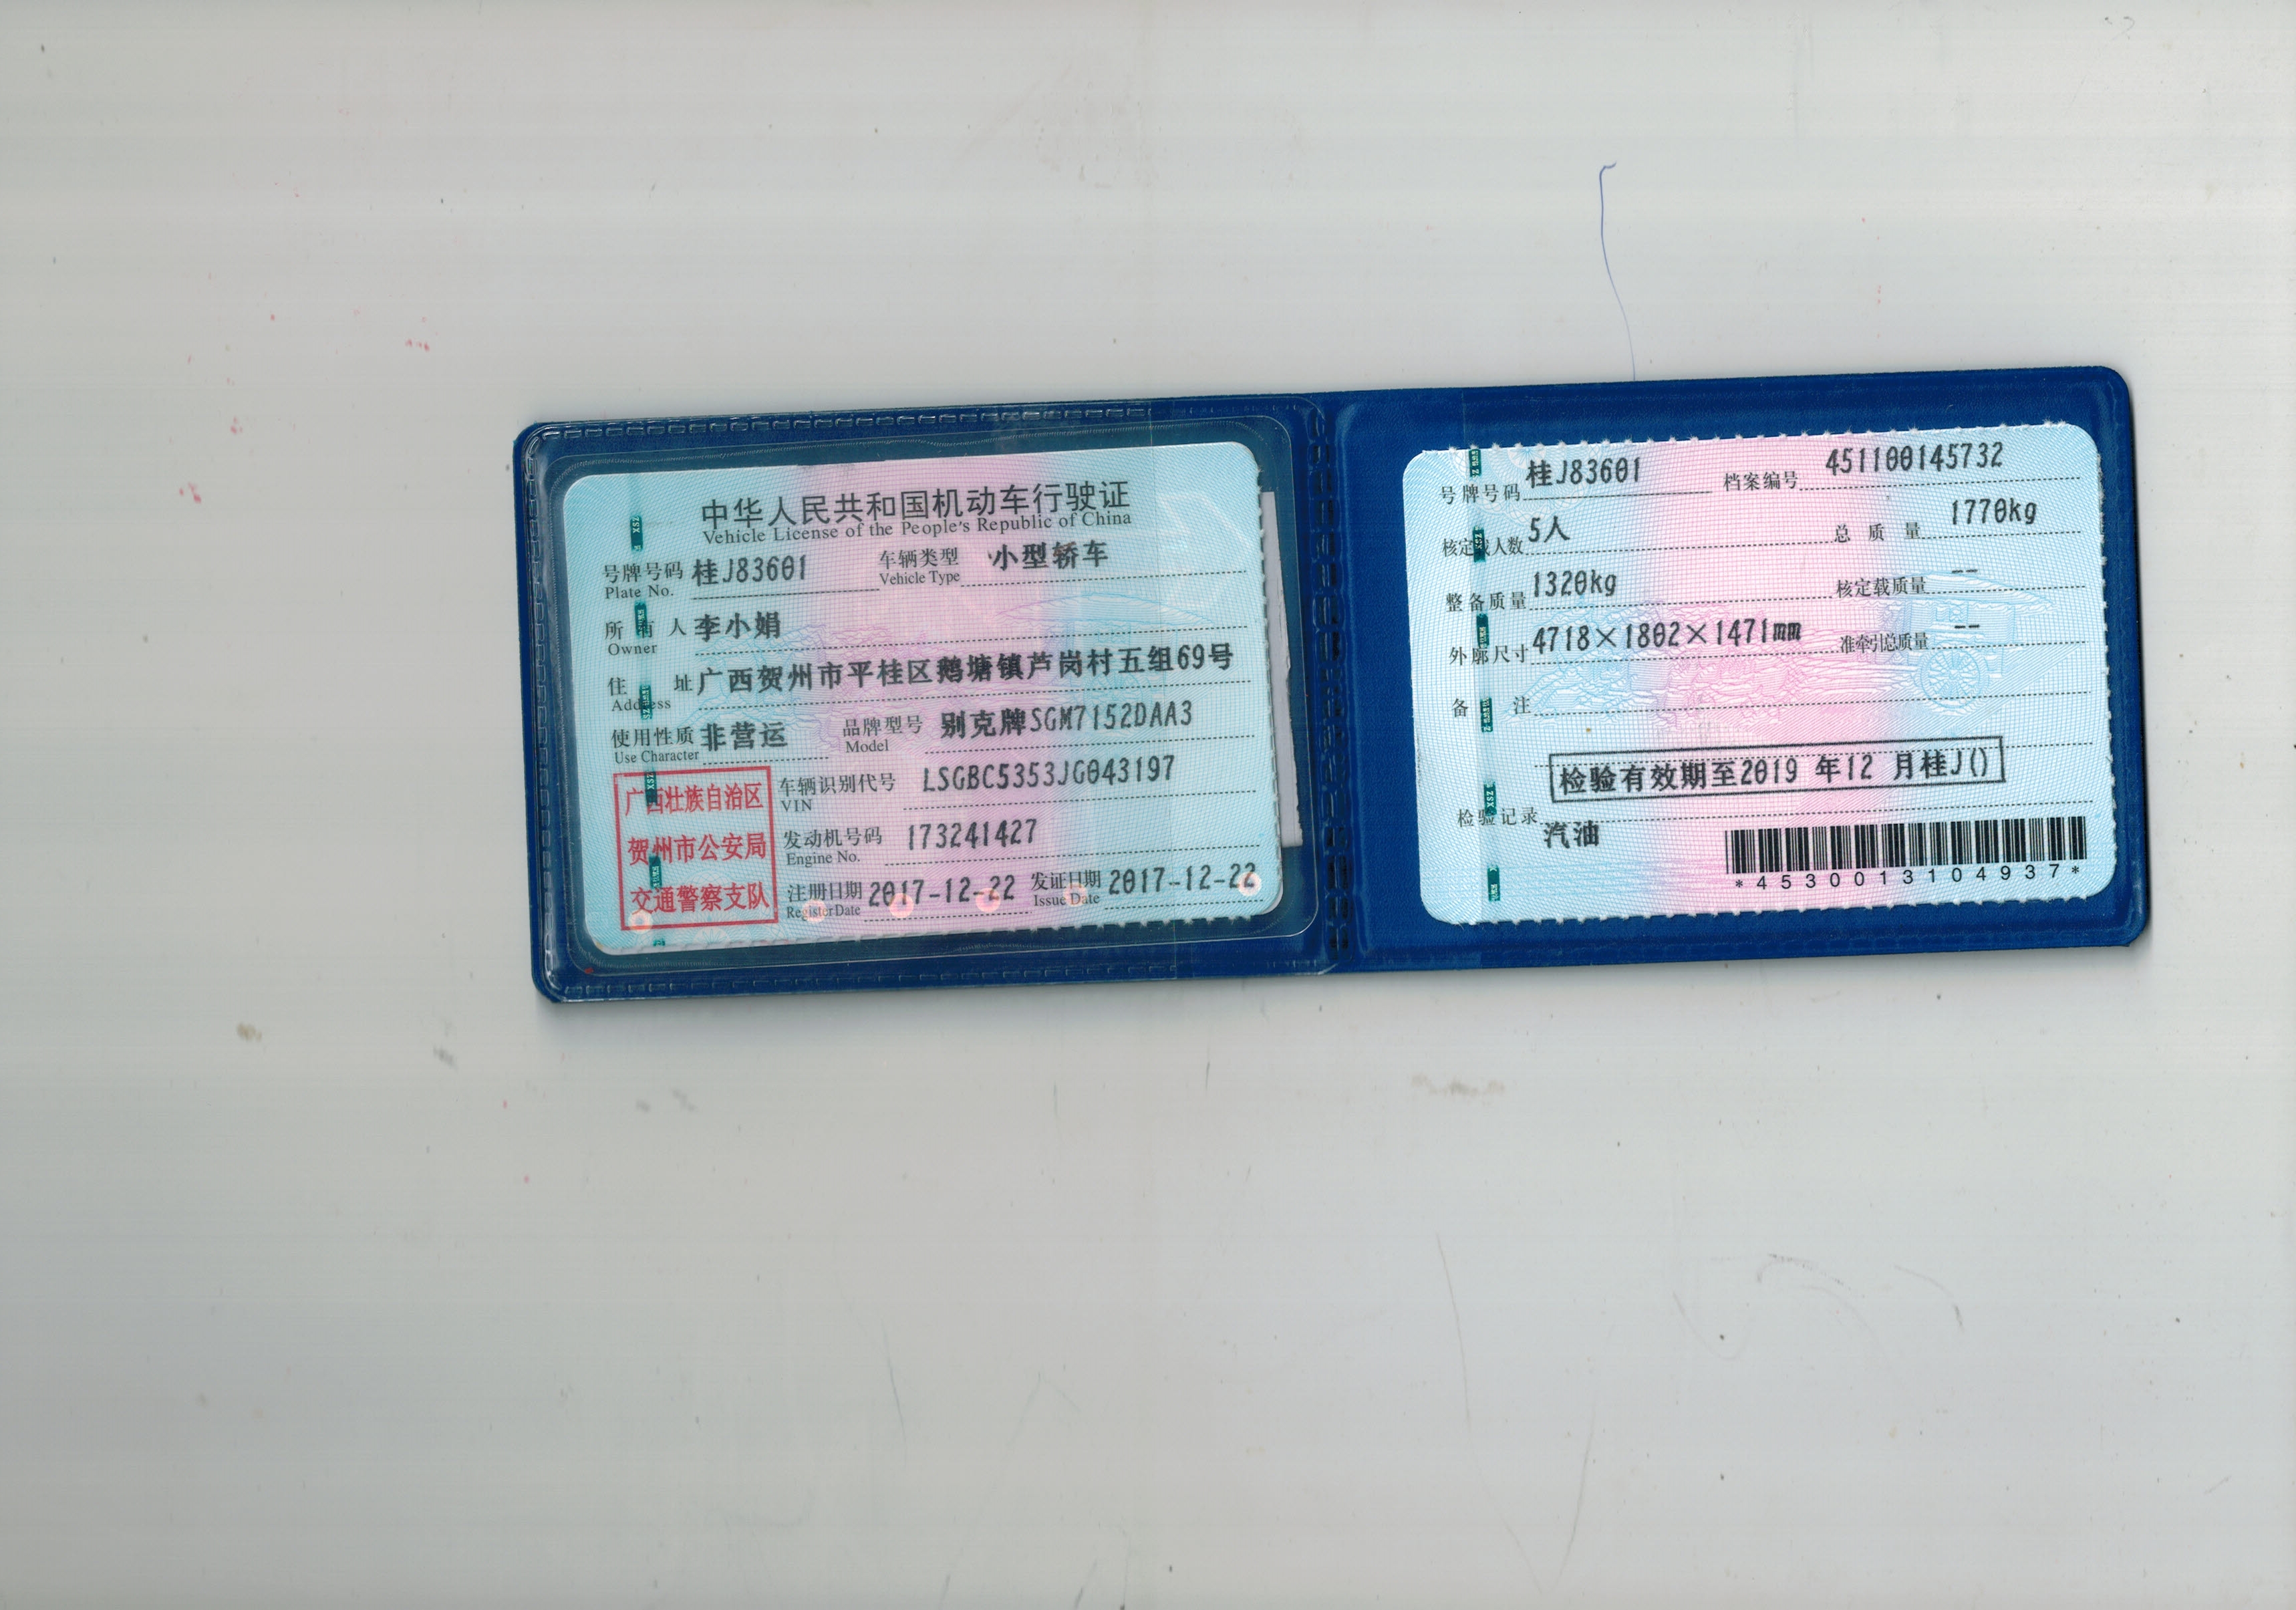 中华人民共和国机动车行驶证
Vehicle License of the People's Republic of China
号牌号码 桂J83601 车辆类型 小型轿车
Plate No. Vehicle Type
所有人 李小娟
Owner
住址 广西贺州市平桂区鹅塘镇芦岗村五组69号
Address
使用性质 非营运 品牌型号 别克牌SGM7152DAA3
Use Character Model
车辆识别代号 LSGBC5353JG043197
VIN
发动机号码 173241427
Engine No.
注册日期 2017-12-22 发证日期 2017-12-22
Register Date Issue Date
广西壮族自治区
贺州市公安局
交通警察支队
号牌号码 桂J83601 档案编号 451100145732
核定载人数 5人 总质量 1770kg
整备质量 1320kg 核定载质量 --
外廓尺寸 4718×1802×1471mm 准牵引总质量 --
备注
检验有效期至2019 年12 月桂J()
检验记录
汽油
*4530013104937*